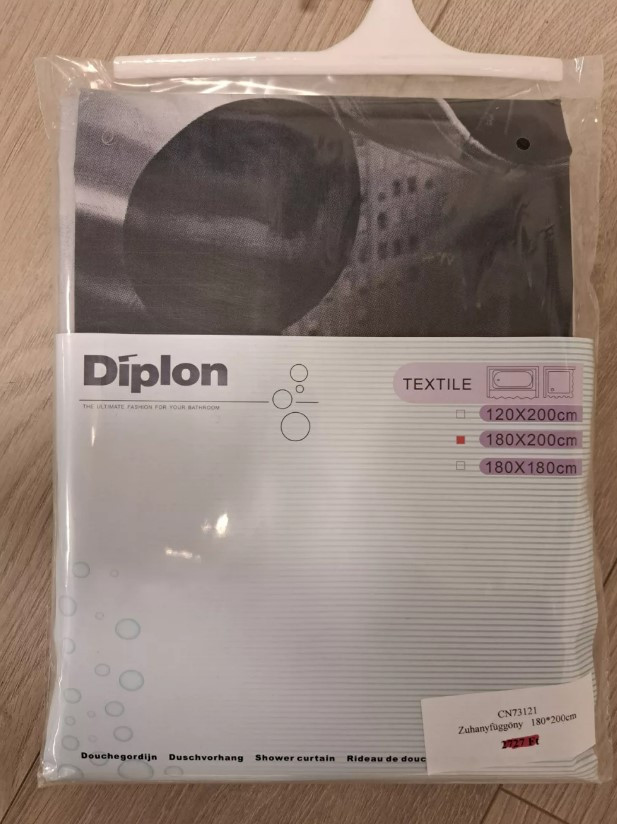 Díplon
THE ULTIMATE FASHION FOR YOUR BATHROOM
TEXTILE
120X200cm
180X200cm
180X180cm
CN73121
Zuhanyfüggöny 180*200cm
Douchegordijn Duschvorhang Shower curtain Rideau de douc